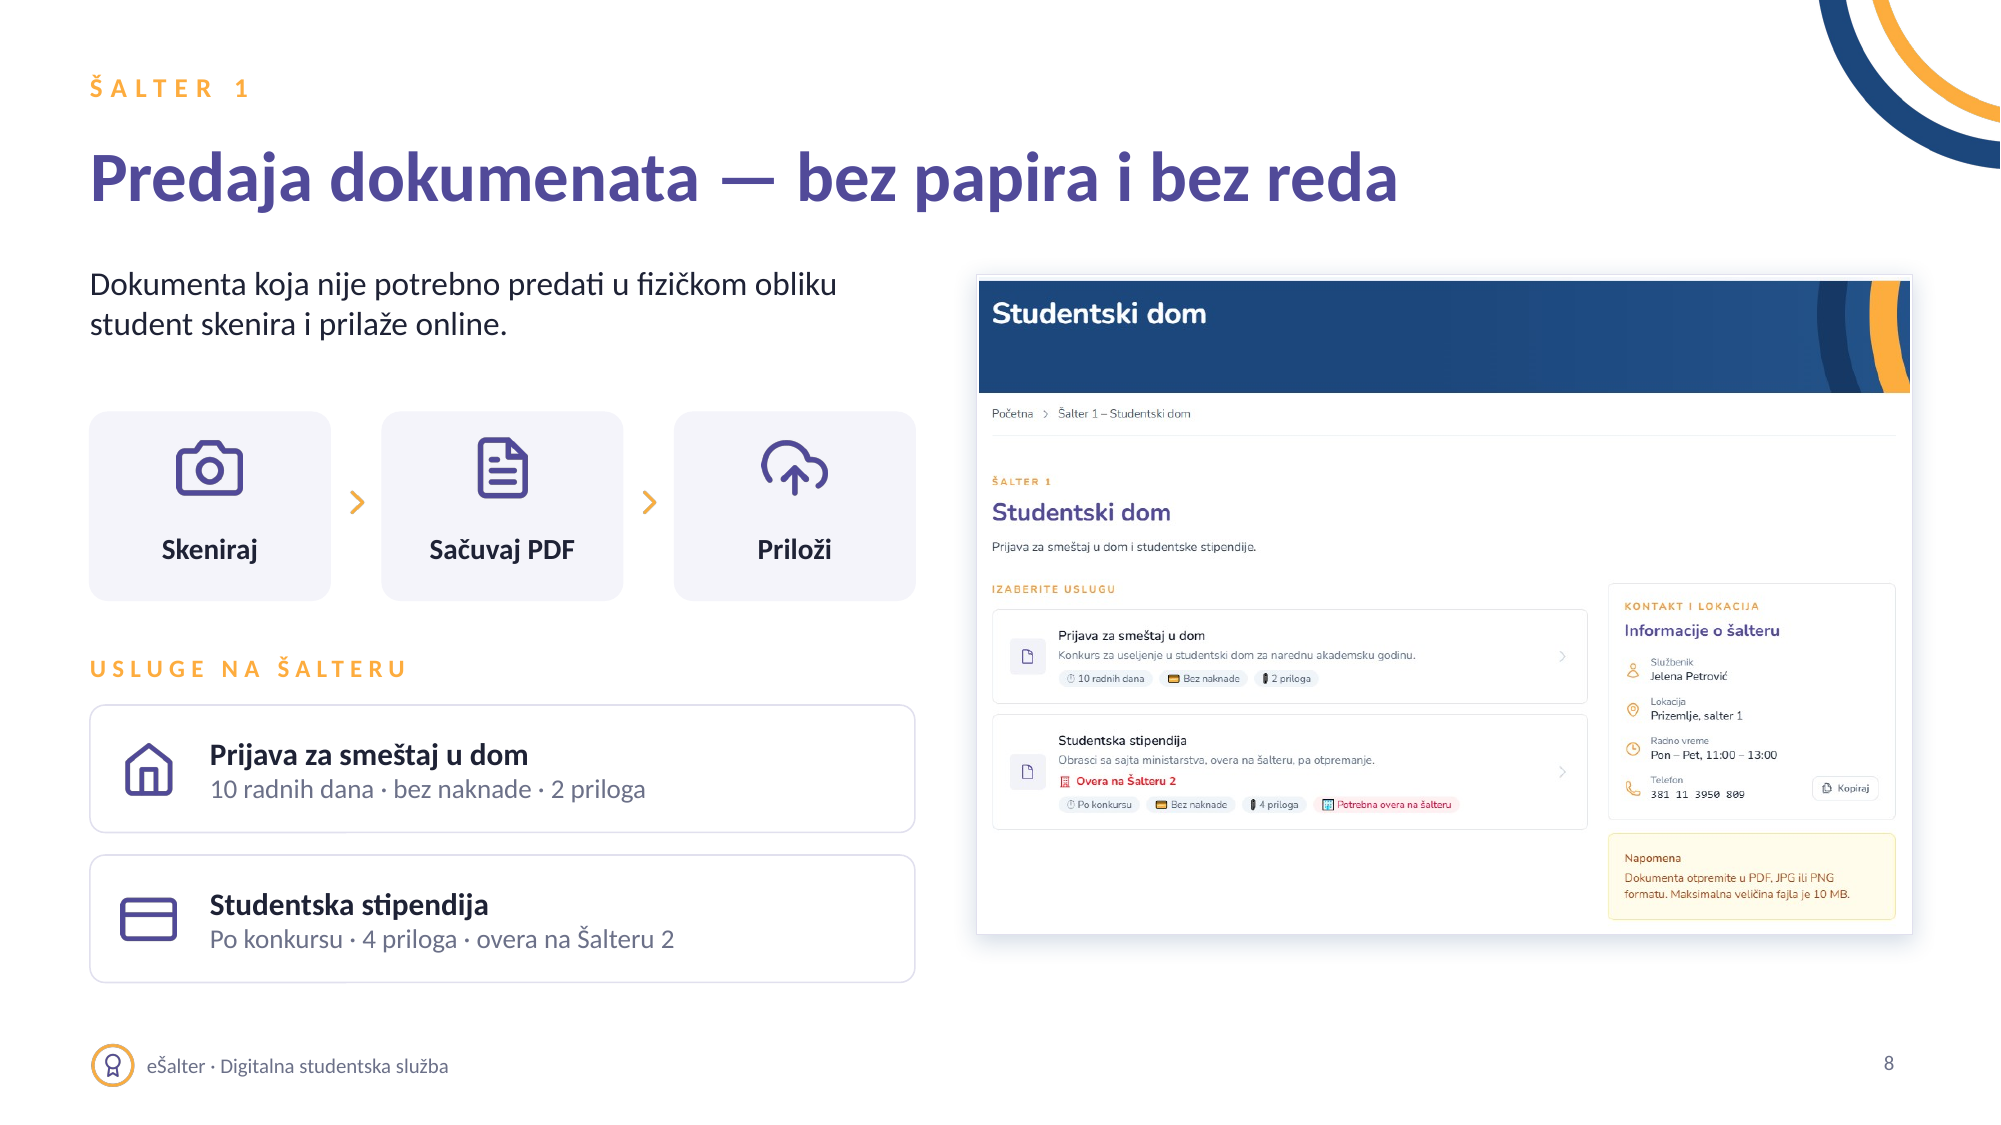 ŠALTER 1
Predaja dokumenata — bez papira i bez reda
Dokumenta koja nije potrebno predati u fizičkom obliku
student skenira i prilaže online.
Skeniraj
Sačuvaj PDF
Priloži
USLUGE NA ŠALTERU
Prijava za smeštaj u dom
10 radnih dana · bez naknade · 2 priloga
Studentska stipendija
Po konkursu · 4 priloga · overa na Šalteru 2
Studentski dom
Početna > Šalter 1 – Studentski dom
ŠALTER 1
Studentski dom
Prijava za smeštaj u dom i studentske stipendije.
IZABERITE USLUGU
Prijava za smeštaj u dom
Konkurs za useljenje u studentski dom za narednu akademsku godinu.
10 radnih dana Bez naknade 2 priloga
Studentska stipendija
Obrasci sa sajta ministarstva, overa na šalteru, pa otpremanje.
Overa na Šalteru 2
Po konkursu Bez naknade 4 priloga Potrebna overa na šalteru
KONTAKT I LOKACIJA
Informacije o šalteru
Službenik
Jelena Petrović
Lokacija
Prizemlje, salter 1
Radno vreme
Pon – Pet, 11:00 – 13:00
Telefon
381 11 3950 809
Kopiraj
Napomena
Dokumenta otpremite u PDF, JPG ili PNG
formatu. Maksimalna veličina fajla je 10 MB.
eŠalter · Digitalna studentska služba
8